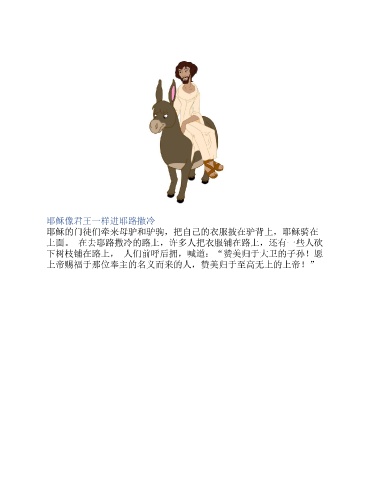 耶稣像君王一样进耶路撒冷
耶稣的门徒们牵来母驴和驴驹，把自己的衣服披在驴背上，耶稣骑在
上面。 在去耶路撒冷的路上，许多人把衣服铺在路上，还有一些人砍
下树枝铺在路上， 人们前呼后拥，喊道：“赞美归于大卫的子孙！愿
上帝赐福于那位奉主的名义而来的人，赞美归于至高无上的上帝！”